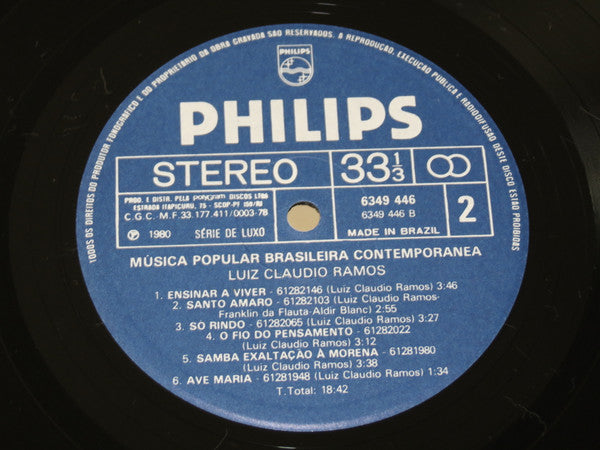 TODOS OS DIREITOS DO PRODUTOR FONOGRÁFICO E DO PROPRIETÁRIO DA OBRA GRAVADA SÃO RESERVADOS. A REPRODUÇÃO, EXECUÇÃO PÚBLICA E RADIODIFUSÃO DESTE DISCO ESTÃO PROIBIDAS
PHILIPS
PHILIPS
STEREO
33 1/3
PROD. E DISTR. PELA polygram DISCOS LTDA
ESTRADA ITAPICURU, 75 - SCDP-PF
C.G.C. M.F. 33.177.411/0003-78
6349 446
6349 446 B
2
Ⓟ 1980 SÉRIE DE LUXO
MADE IN BRAZIL
MÚSICA POPULAR BRASILEIRA CONTEMPORANEA
LUIZ CLAUDIO RAMOS
1. ENSINAR A VIVER - 61282146 (Luiz Claudio Ramos) 3:46
2. SANTO AMARO - 61282103 (Luiz Claudio Ramos-
Franklin da Flauta-Aldir Blanc) 2:55
3. SÓ RINDO - 61282065 (Luiz Claudio Ramos) 3:27
4. O FIO DO PENSAMENTO - 61282022
(Luiz Claudio Ramos) 3:12
5. SAMBA EXALTAÇÃO À MORENA - 61281980
(Luiz Claudio Ramos) 3:38
6. AVE MARIA - 61281948 (Luiz Claudio Ramos) 1:34
T. Total: 18:42